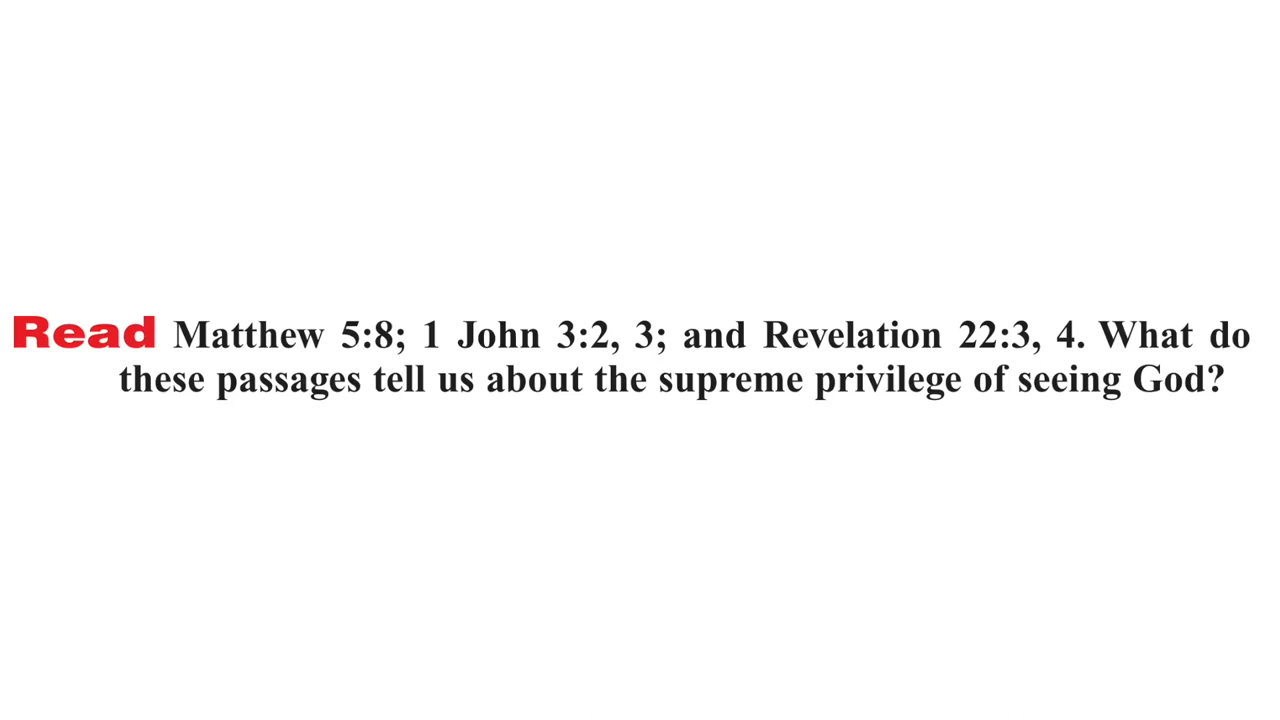 Read Matthew 5:8; 1 John 3:2, 3; and Revelation 22:3, 4. What do
these passages tell us about the supreme privilege of seeing God?